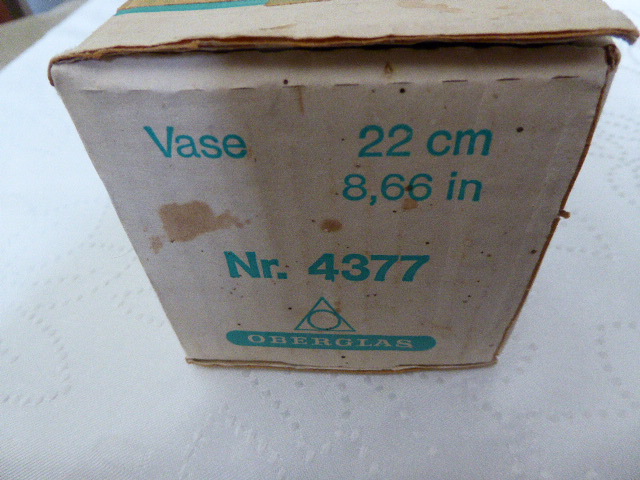 Vase 22 cm
8,66 in
Nr. 4377
OBERGLAS